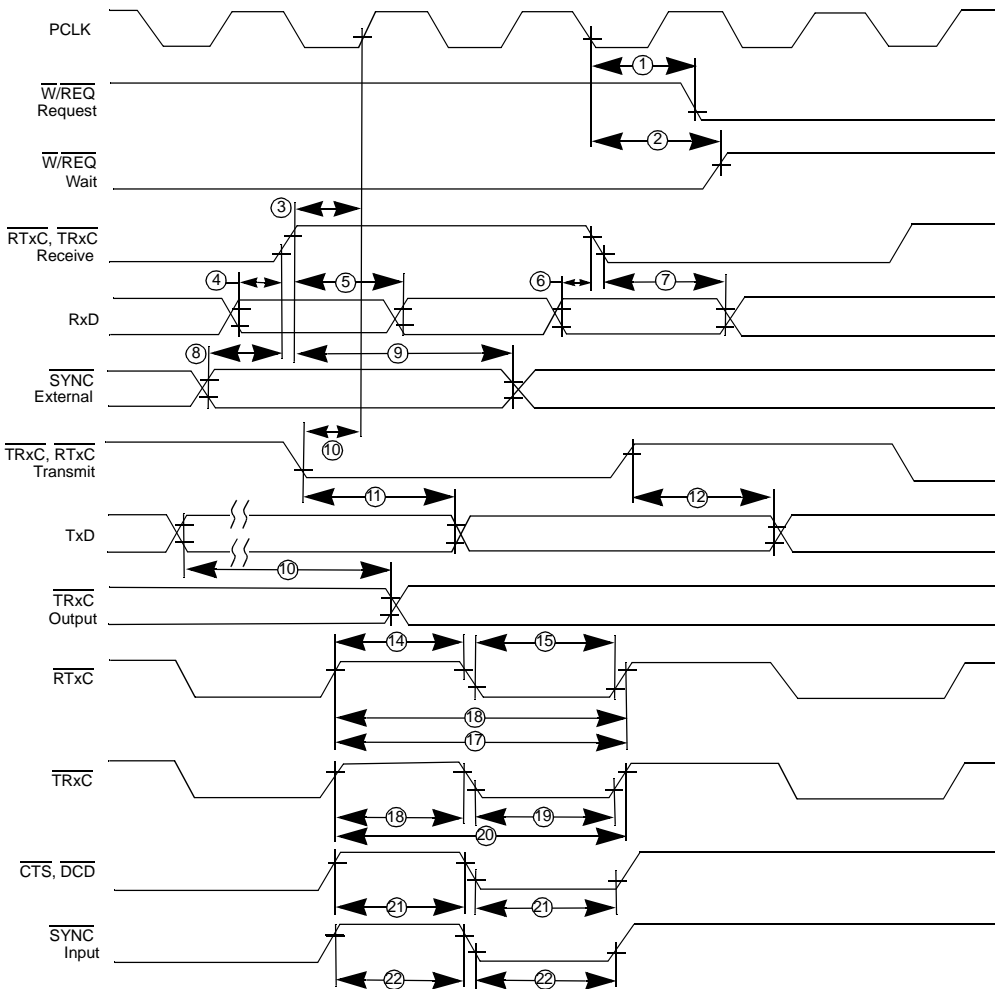 PCLK
1
W/REQ
Request
2
W/REQ
Wait
3
RTxC, TRxC
Receive
4
5
6
7
RxD
8
9
SYNC
External
10
TRxC, RTxC
Transmit
11
12
TxD
10
TRxC
Output
14
15
RTxC
18
17
TRxC
18
19
20
CTS, DCD
21
21
SYNC
Input
22
22